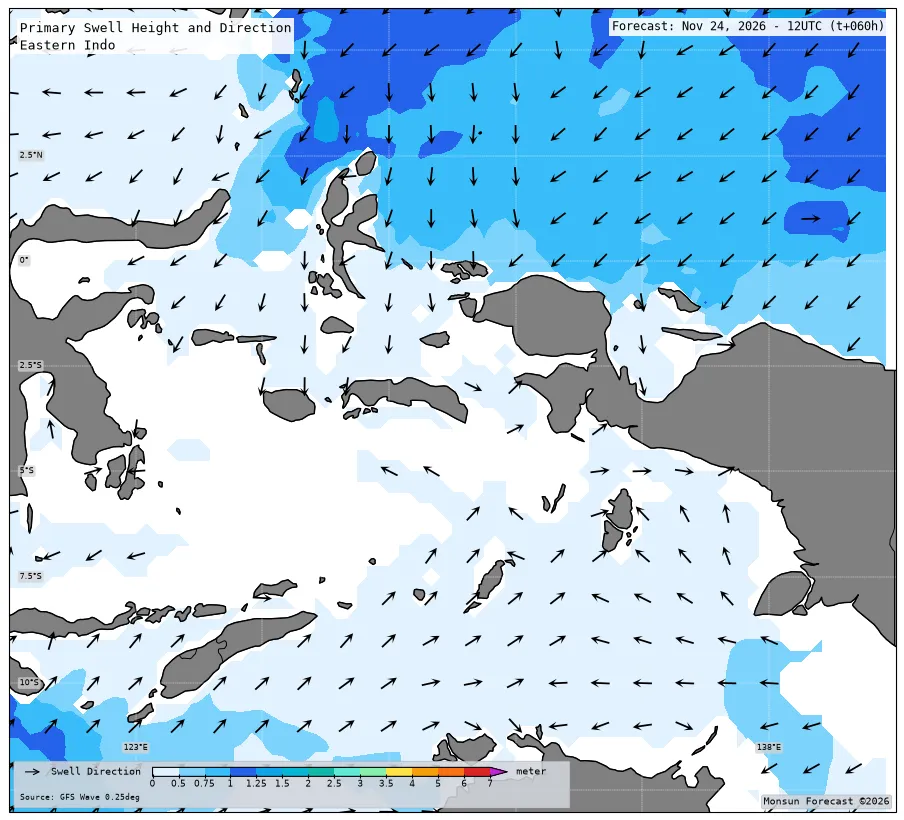 Primary Swell Height and Direction
Eastern Indo
Forecast: Nov 24, 2026 - 12UTC (t+060h)
2.5°N
0°
2.5°S
5°S
7.5°S
10°S
123°E
138°E
Swell Direction
0 0.5 0.75 1 1.25 1.5 2 2.5 3 3.5 4 5 6 7
meter
Source: GFS Wave 0.25deg
Monsun Forecast ©2026